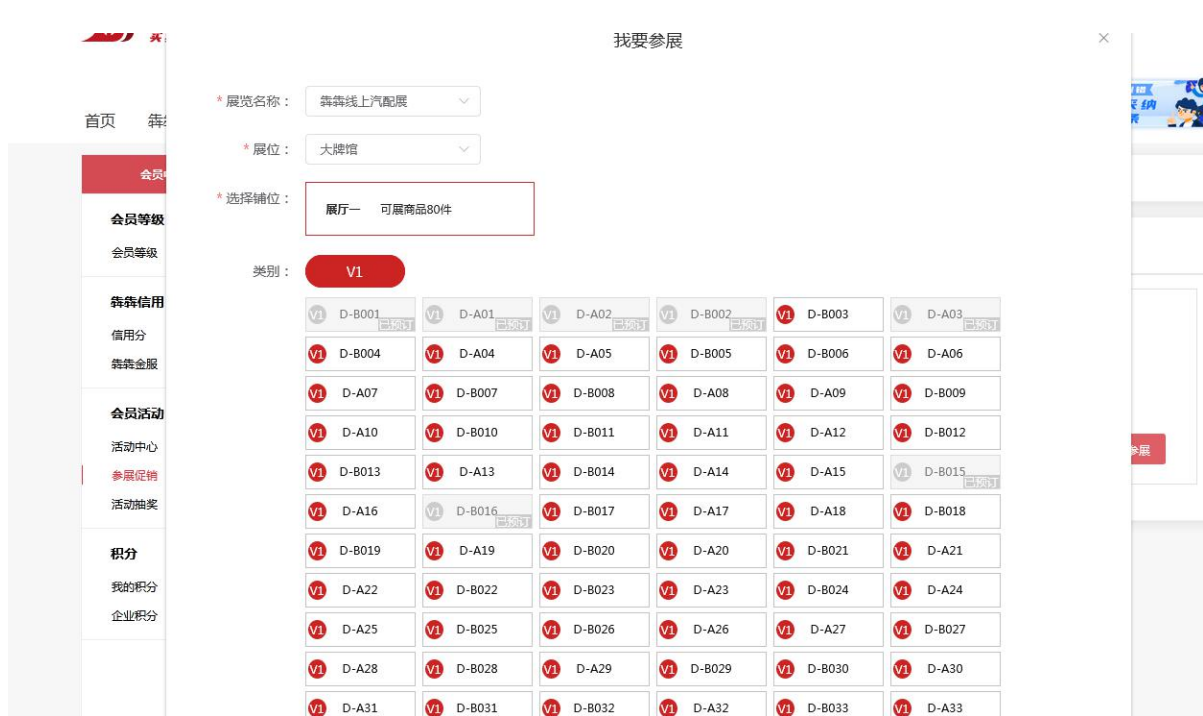 我要参展
×
* 展览名称： 犇犇线上汽配展
首页
* 展位： 大牌馆
会员
* 选择铺位： 展厅一 可展商品80件
会员等级
会员等级
类别： V1
犇犇信用
信用分
犇犇金服
会员活动
活动中心
参展促销
活动抽奖
积分
我的积分
企业积分
V1 D-B001 已预订 V1 D-A01 已预订 V1 D-A02 已预订 V1 D-B002 已预订 V1 D-B003 V1 D-A03 已预订
V1 D-B004 V1 D-A04 V1 D-A05 V1 D-B005 V1 D-B006 V1 D-A06
V1 D-A07 V1 D-B007 V1 D-B008 V1 D-A08 V1 D-A09 V1 D-B009
V1 D-A10 V1 D-B010 V1 D-B011 V1 D-A11 V1 D-A12 V1 D-B012
V1 D-B013 V1 D-A13 V1 D-B014 V1 D-A14 V1 D-A15 V1 D-B015 已预订
V1 D-A16 V1 D-B016 已预订 V1 D-B017 V1 D-A17 V1 D-A18 V1 D-B018
V1 D-B019 V1 D-A19 V1 D-B020 V1 D-A20 V1 D-B021 V1 D-A21
V1 D-A22 V1 D-B022 V1 D-B023 V1 D-A23 V1 D-B024 V1 D-A24
V1 D-A25 V1 D-B025 V1 D-B026 V1 D-A26 V1 D-A27 V1 D-B027
V1 D-A28 V1 D-B028 V1 D-A29 V1 D-B029 V1 D-B030 V1 D-A30
V1 D-A31 V1 D-B031 V1 D-B032 V1 D-A32 V1 D-B033 V1 D-A33